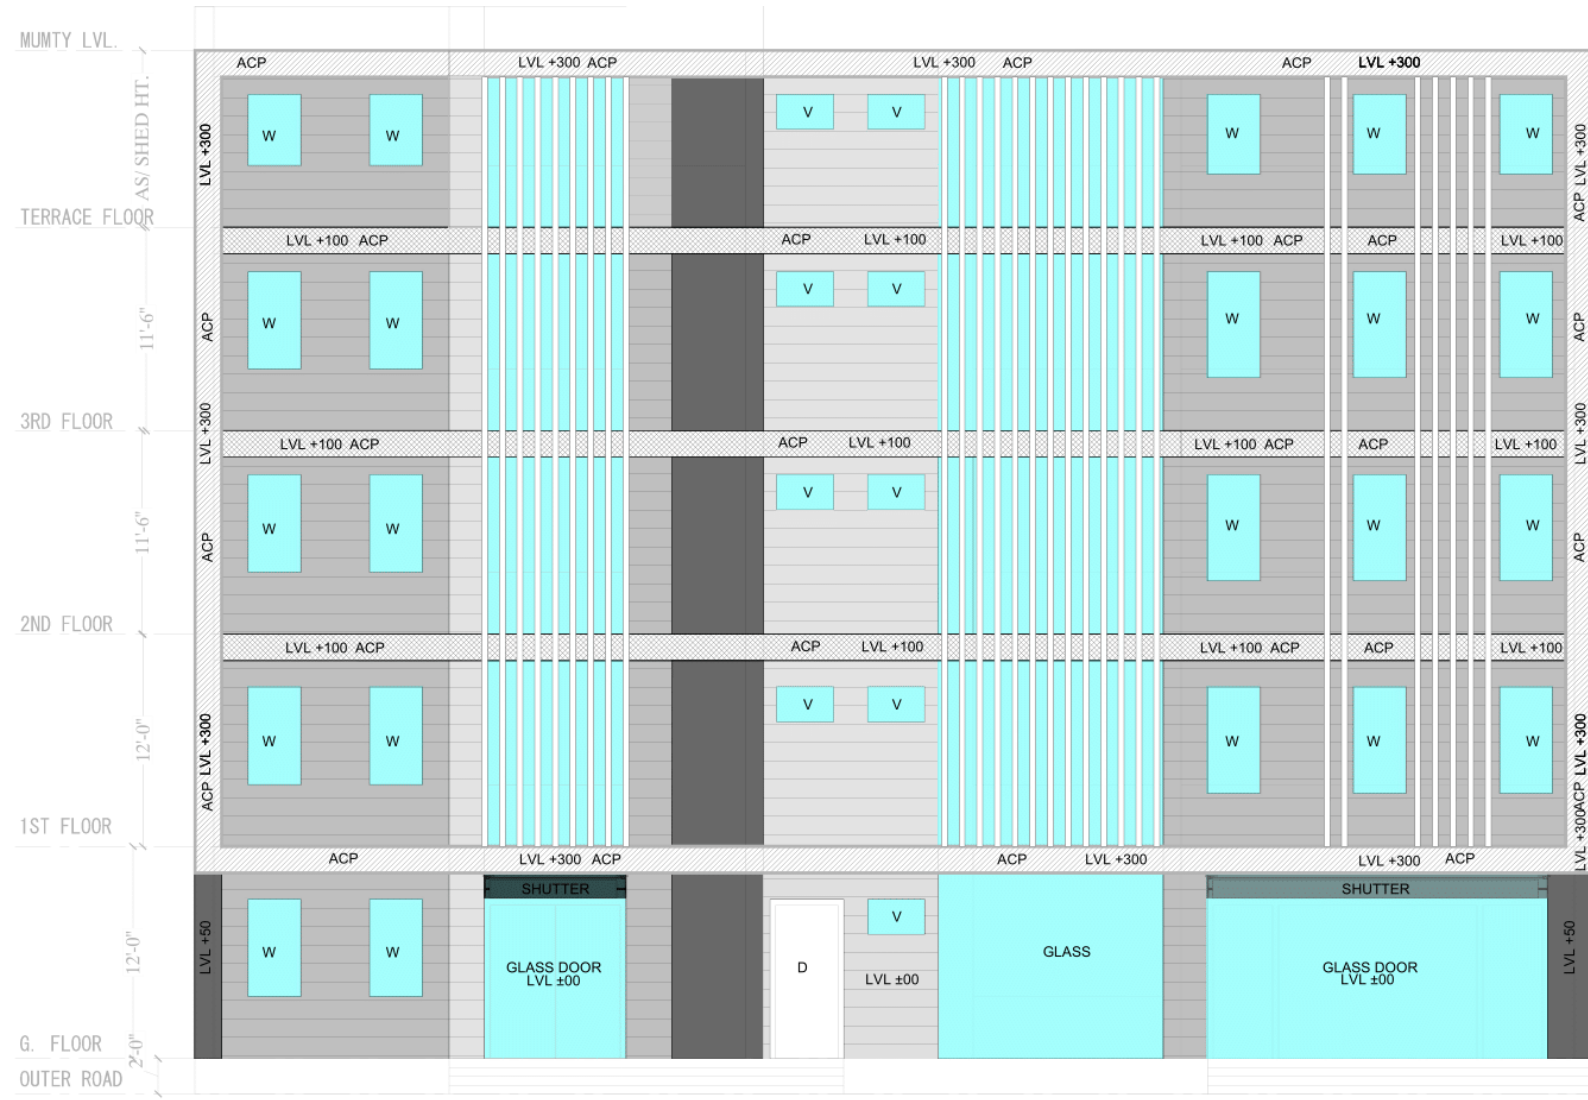 MUMTY LVL.
ACP
LVL +300 ACP
LVL +300 ACP
ACP LVL +300
AS/ SHED HT.
LVL +300
W
W
V
V
W
W
W
ACP LVL +300
TERRACE FLOOR
LVL +100 ACP
ACP LVL +100
LVL +100 ACP
ACP
LVL +100
11'-6"
ACP
W
W
V
V
W
W
W
ACP
3RD FLOOR
LVL +300
LVL +100 ACP
ACP LVL +100
LVL +100 ACP
ACP
LVL +100
LVL +300
11'-6"
ACP
W
W
V
V
W
W
W
ACP
2ND FLOOR
LVL +100 ACP
ACP LVL +100
LVL +100 ACP
ACP
LVL +100
12'-0"
ACP LVL +300
W
W
V
V
W
W
W
ACP LVL +300
1ST FLOOR
ACP
LVL +300 ACP
ACP LVL +300
LVL +300 ACP
LVL +300
12'-0"
LVL +50
W
W
SHUTTER
GLASS DOOR
LVL ±00
D
V
LVL ±00
GLASS
SHUTTER
GLASS DOOR
LVL ±00
LVL +50
G. FLOOR
2'-0"
OUTER ROAD